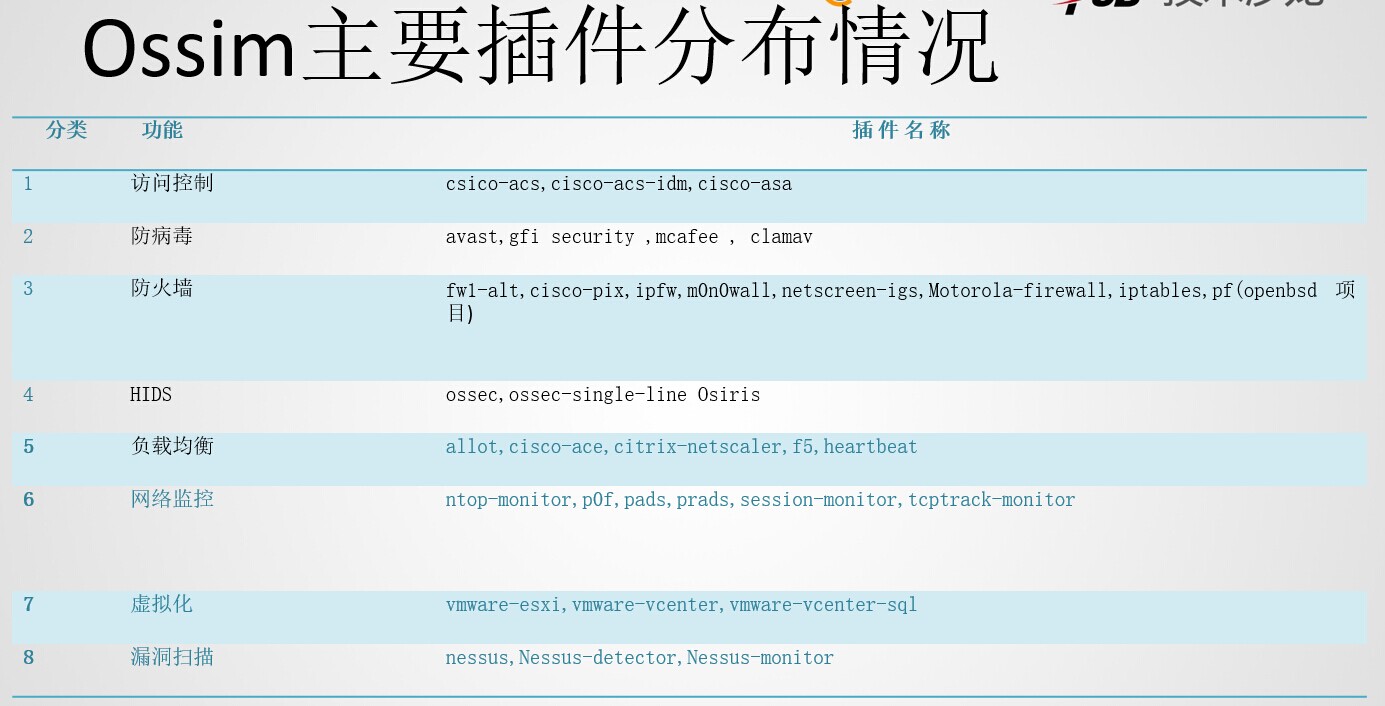 Ossim主要插件分布情况
分类 功能 插件名称
1 访问控制 csico-acs,cisco-acs-idm,cisco-asa
2 防病毒 avast,gfi security ,mcafee , clamav
3 防火墙 fw1-alt,cisco-pix,ipfw,m0n0wall,netscreen-igs,Motorola-firewall,iptables,pf(openbsd 项
目)
4 HIDS ossec,ossec-single-line Osiris
5 负载均衡 allot,cisco-ace,citrix-netscaler,f5,heartbeat
6 网络监控 ntop-monitor,p0f,pads,prads,session-monitor,tcptrack-monitor
7 虚拟化 vmware-esxi,vmware-vcenter,vmware-vcenter-sql
8 漏洞扫描 nessus,Nessus-detector,Nessus-monitor